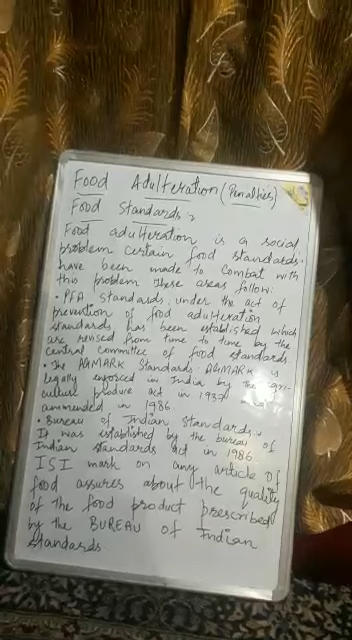 Food Adulteration (Penalties)
Food Standards:
Food adulteration is a social
problem certain food standards.
have been made to combat with
this problem these areas follow:
• PFA standards: under the act of
prevention of food adulteration
standards has been established which
are revised from time to time by the
central committee of food standards.
• The AGMARK Standards: AGMARK is
legally enforced in India by the agri-
culture produce act in 1937 and
ammended in 1986.
• Bureau of Indian Standards:
It was established by the bureau of
Indian standards act in 1986
ISI mark on any article of
food assures about the quality
of the food product prescribed
by the BUREAU of Indian
standards